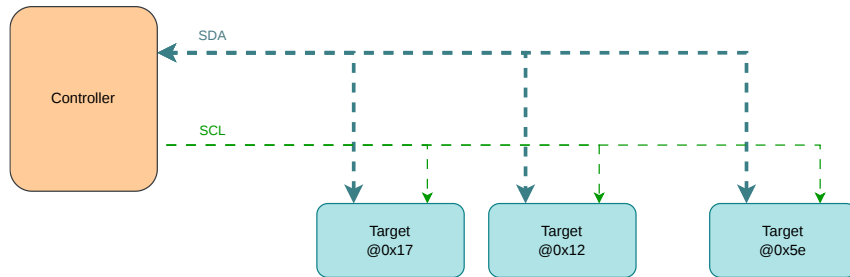 SDA
Controller
SCL
Target
@0x17
Target
@0x12
Target
@0x5e